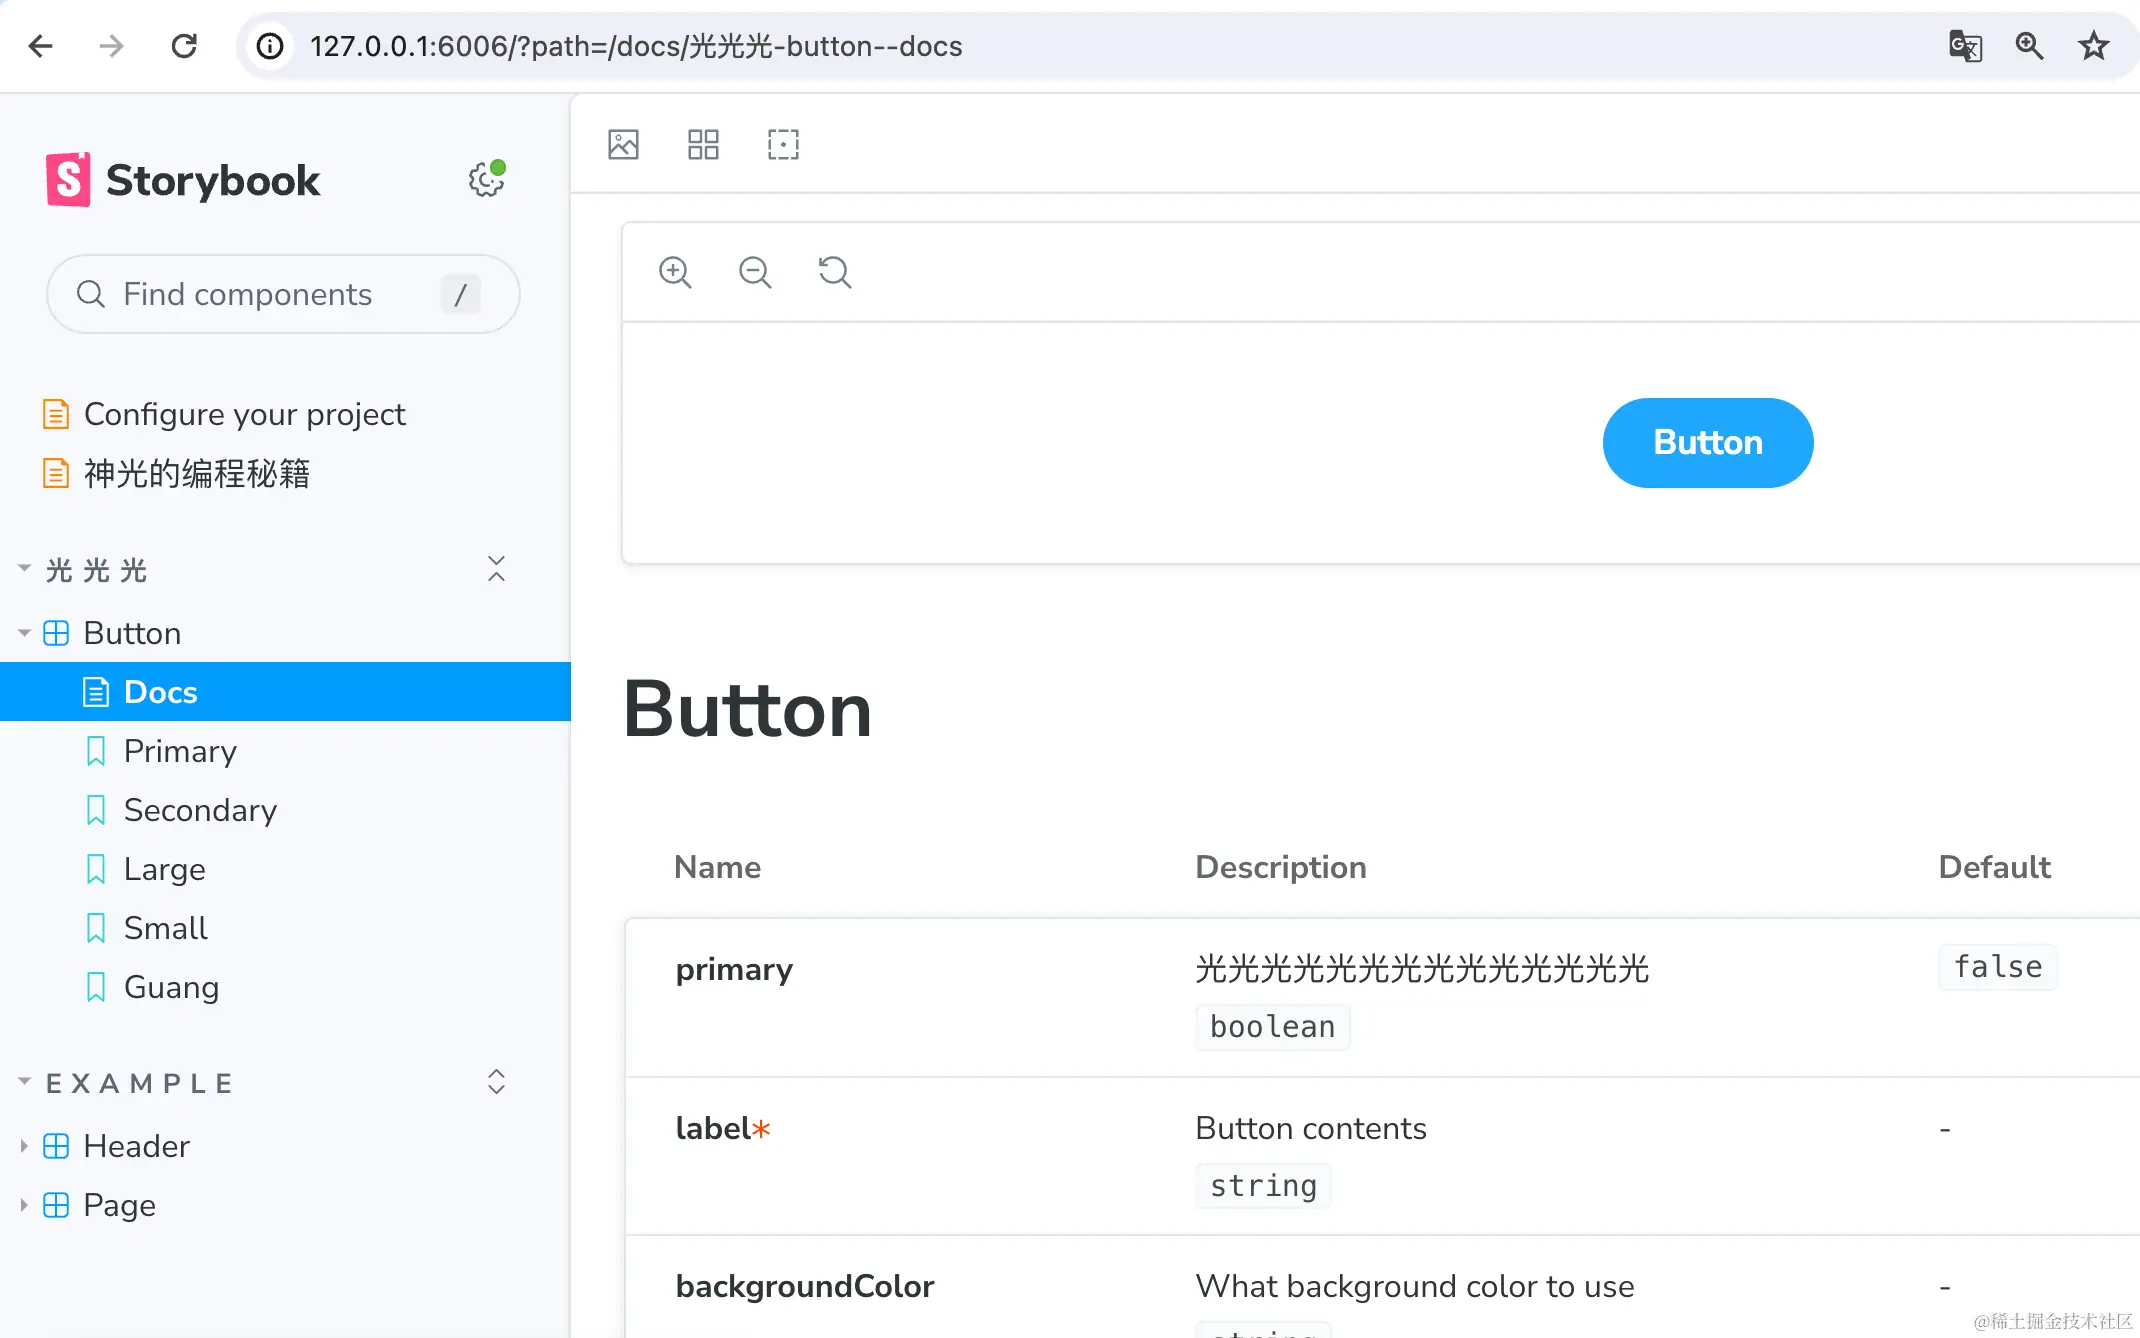 127.0.0.1:6006/?path=/docs/光光光-button--docs
Storybook
Find components
/
Configure your project
神光的编程秘籍
光光光
Button
Docs
Primary
Secondary
Large
Small
Guang
EXAMPLE
Header
Page
Button
Button
Name Description Default
primary 光光光光光光光光光光光光光光 false
boolean
label* Button contents -
string
backgroundColor What background color to use -
string
@稀土掘金技术社区